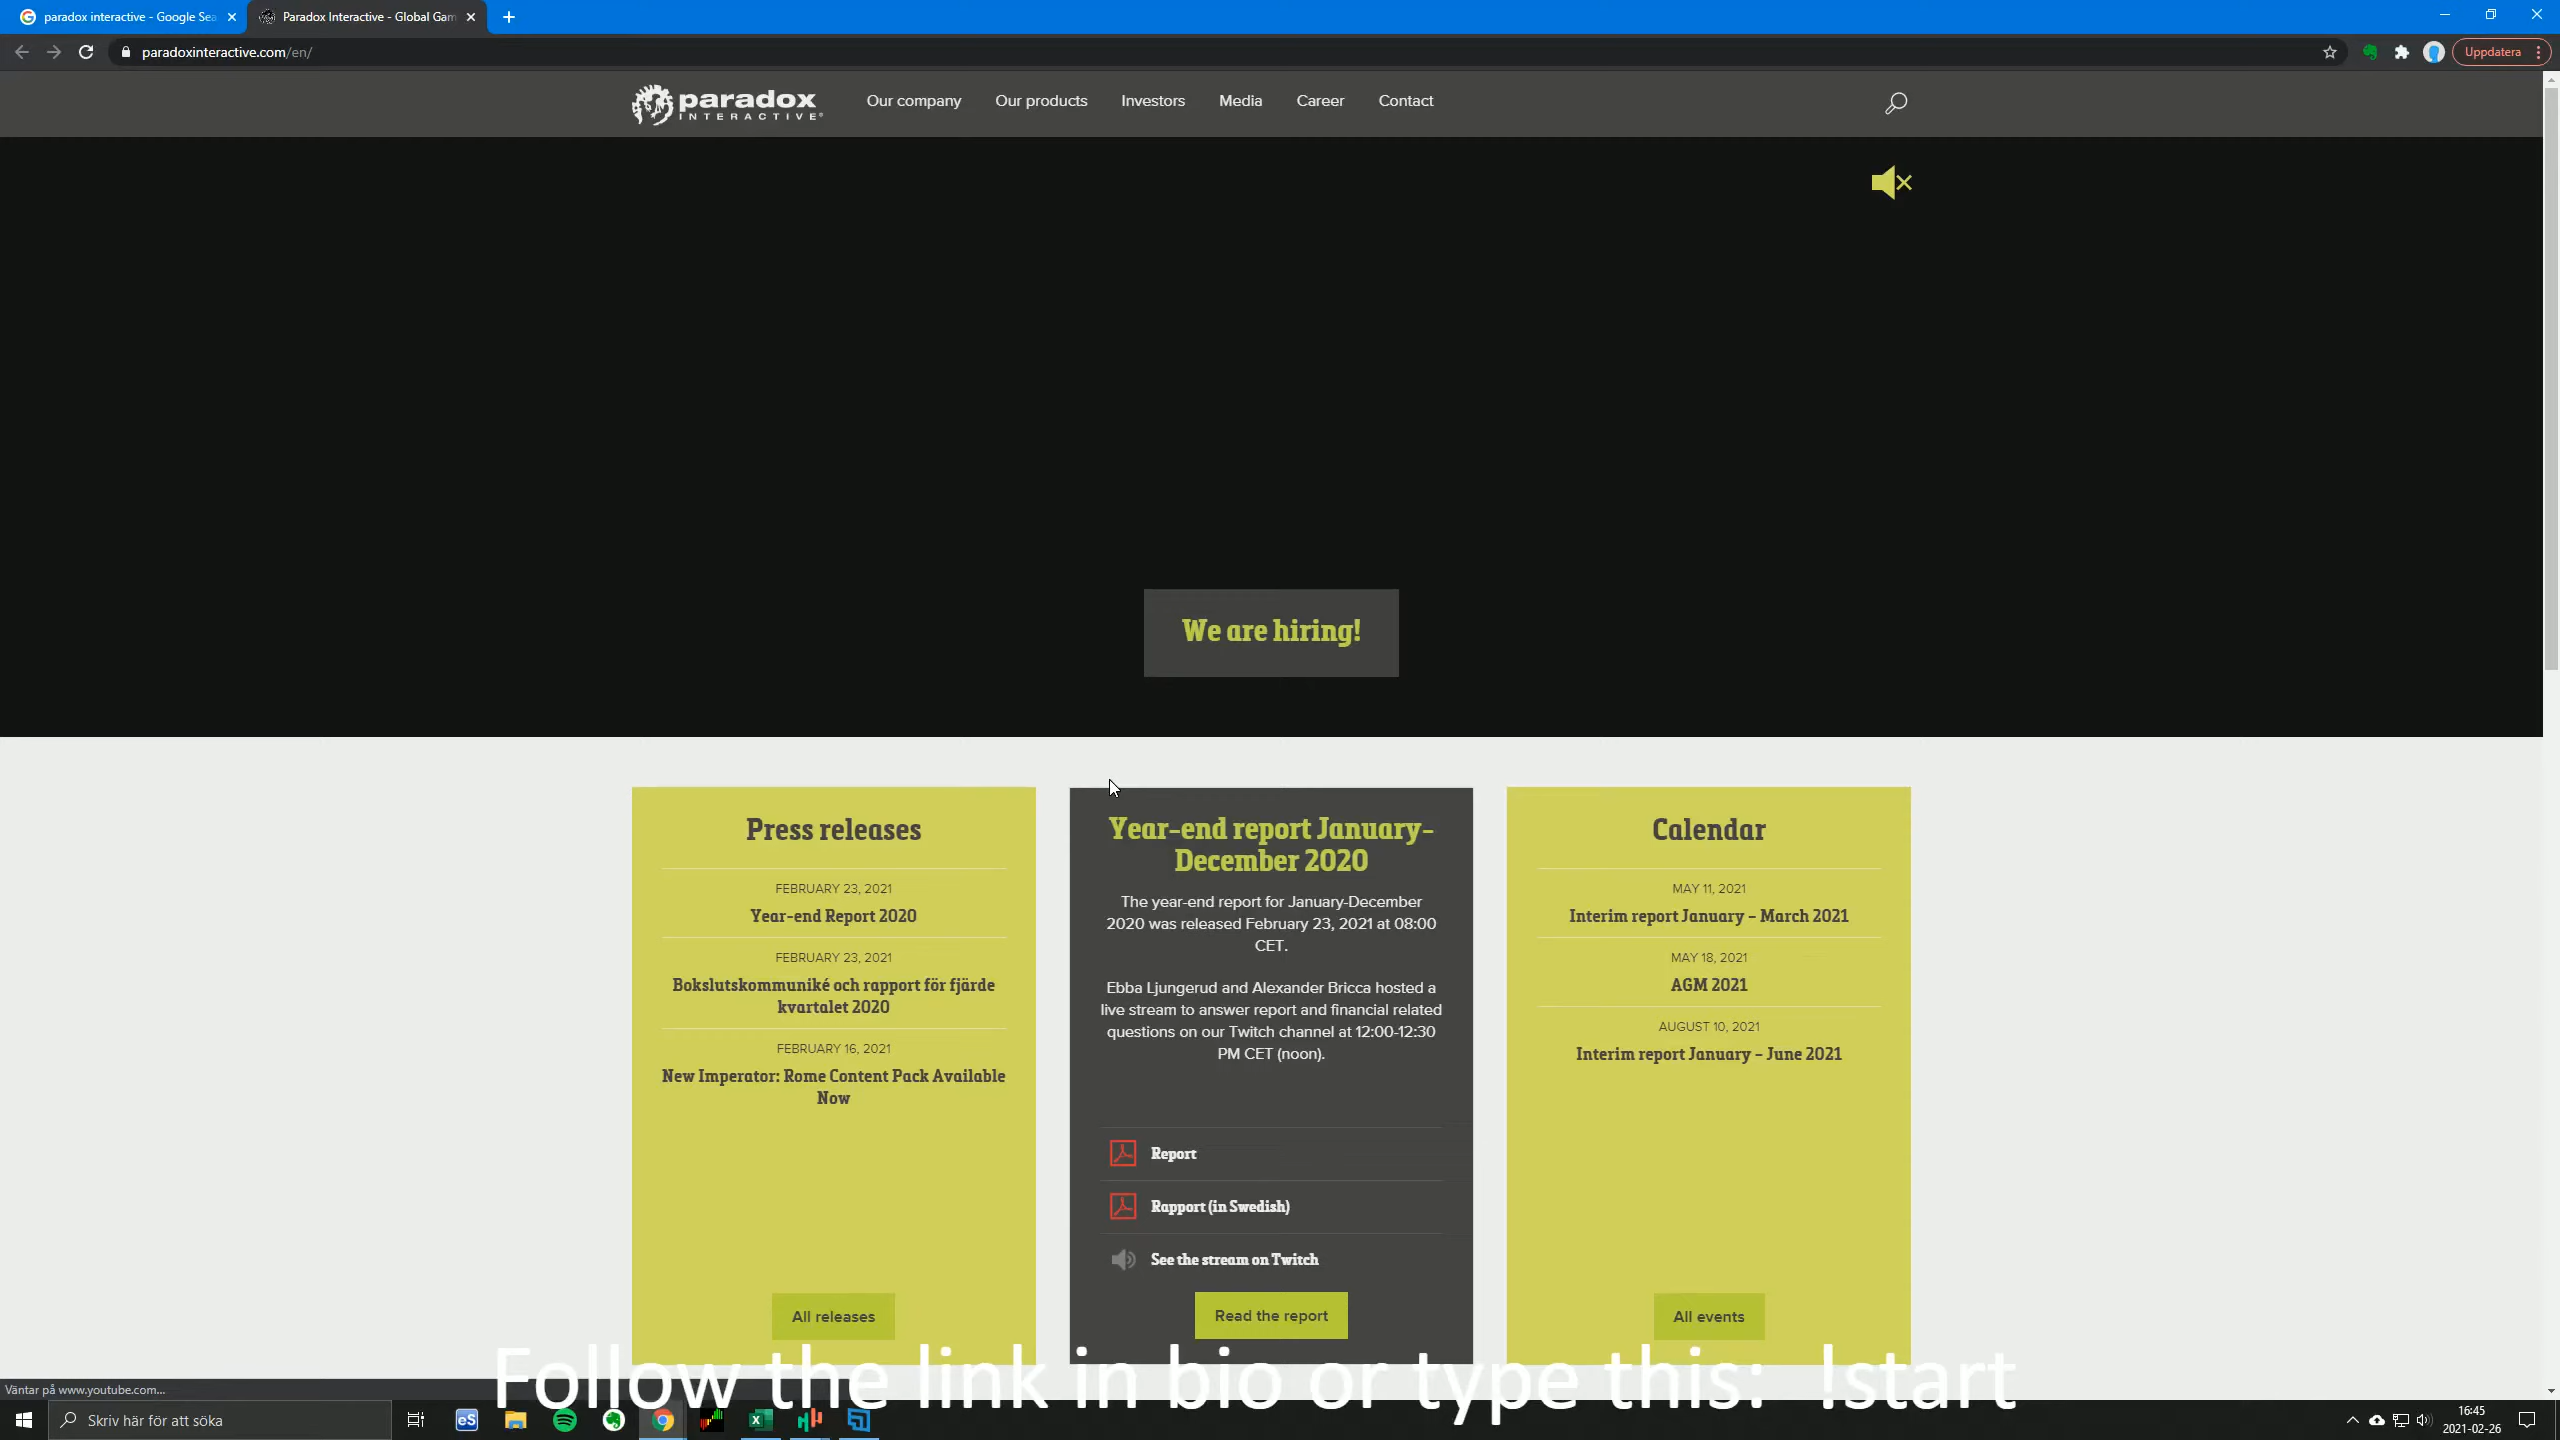 paradox interactive - Google Sea
Paradox Interactive - Global Gam
paradoxinteractive.com/en/
Uppdatera
paradox
INTERACTIVE
Our company
Our products
Investors
Media
Career
Contact
We are hiring!
Press releases
FEBRUARY 23, 2021
Year-end Report 2020
FEBRUARY 23, 2021
Bokslutskommuniké och rapport för fjärde
kvartalet 2020
FEBRUARY 16, 2021
New Imperator: Rome Content Pack Available
Now
All releases
Year-end report January-
December 2020
The year-end report for January-December
2020 was released February 23, 2021 at 08:00
CET.
Ebba Ljungerud and Alexander Bricca hosted a
live stream to answer report and financial related
questions on our Twitch channel at 12:00-12:30
PM CET (noon).
Report
Rapport (in Swedish)
See the stream on Twitch
Read the report
Calendar
MAY 11, 2021
Interim report January - March 2021
MAY 18, 2021
AGM 2021
AUGUST 10, 2021
Interim report January - June 2021
All events
Follow the link in bio or type this: !start
Väntar på www.youtube.com...
Skriv här för att söka
eS
16:45
2021-02-26